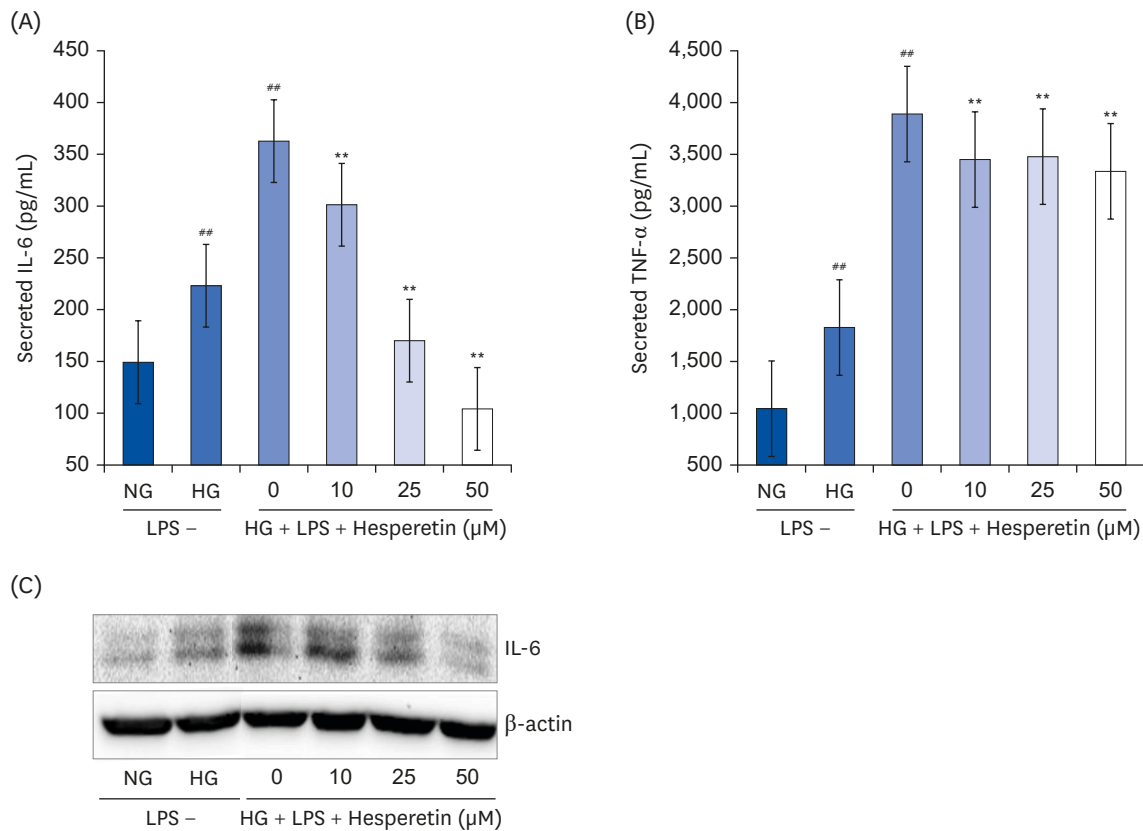 (A)
450
400
350
300
250
200
150
100
50
Secreted IL-6 (pg/mL)
##
##
**
**
**
NG HG 0 10 25 50
LPS – HG + LPS + Hesperetin (μM)
(B)
4,500
4,000
3,500
3,000
2,500
2,000
1,500
1,000
500
Secreted TNF-α (pg/mL)
##
##
**
**
**
NG HG 0 10 25 50
LPS – HG + LPS + Hesperetin (μM)
(C)
IL-6
β-actin
NG HG 0 10 25 50
LPS – HG + LPS + Hesperetin (μM)